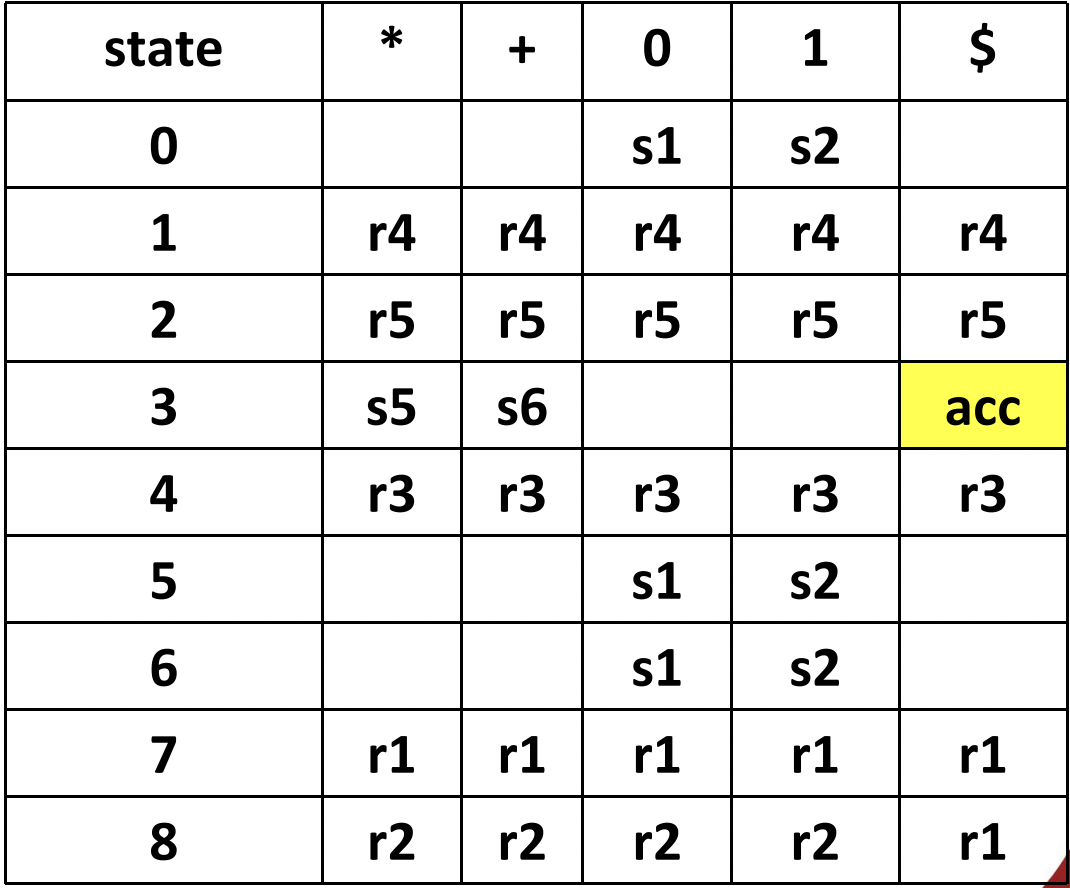 state * + 0 1 $
0 s1 s2
1 r4 r4 r4 r4 r4
2 r5 r5 r5 r5 r5
3 s5 s6 acc
4 r3 r3 r3 r3 r3
5 s1 s2
6 s1 s2
7 r1 r1 r1 r1 r1
8 r2 r2 r2 r2 r1